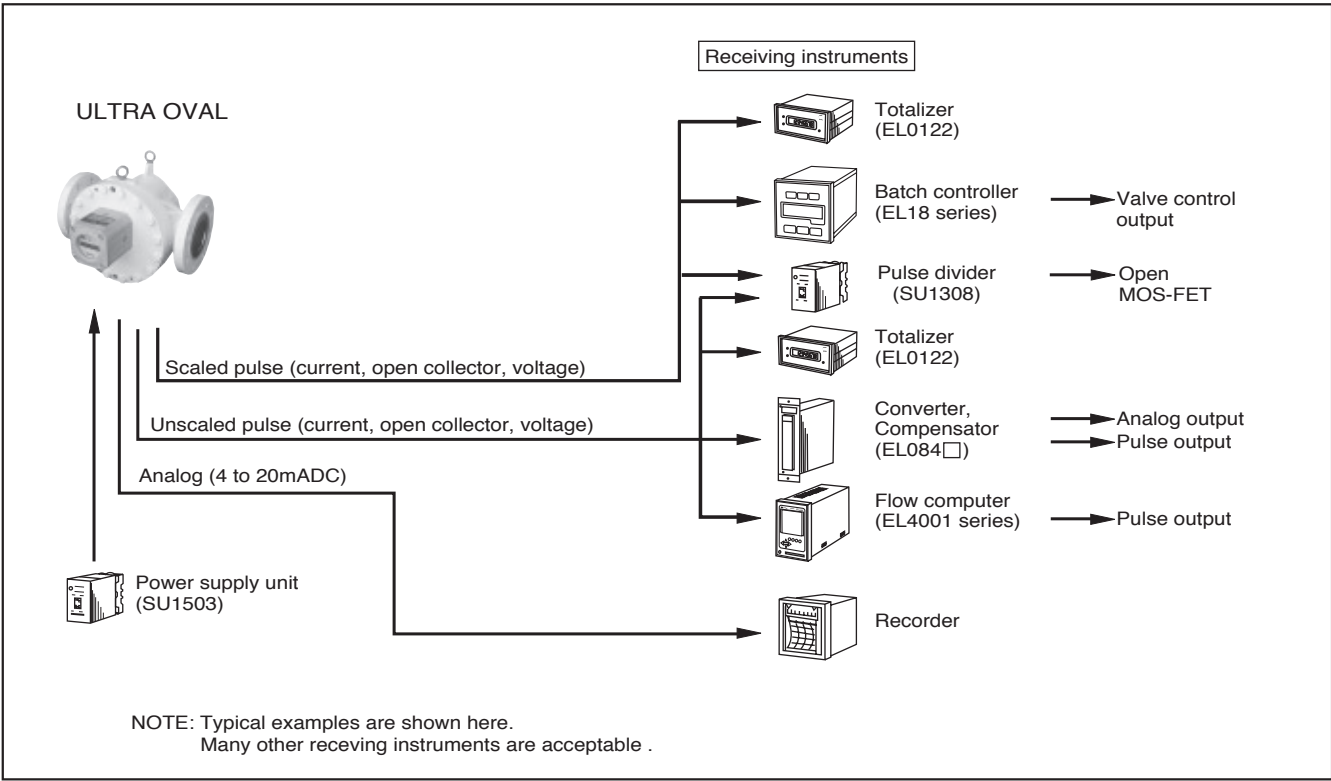 Receiving instruments
ULTRA OVAL
Totalizer
(EL0122)
Batch controller
(EL18 series)
Valve control
output
Pulse divider
(SU1308)
Open
MOS-FET
Totalizer
(EL0122)
Scaled pulse (current, open collector, voltage)
Unscaled pulse (current, open collector, voltage)
Converter,
Compensator
(EL084□)
Analog output
Pulse output
Analog (4 to 20mADC)
Flow computer
(EL4001 series)
Pulse output
Power supply unit
(SU1503)
Recorder
NOTE: Typical examples are shown here.
Many other receving instruments are acceptable .